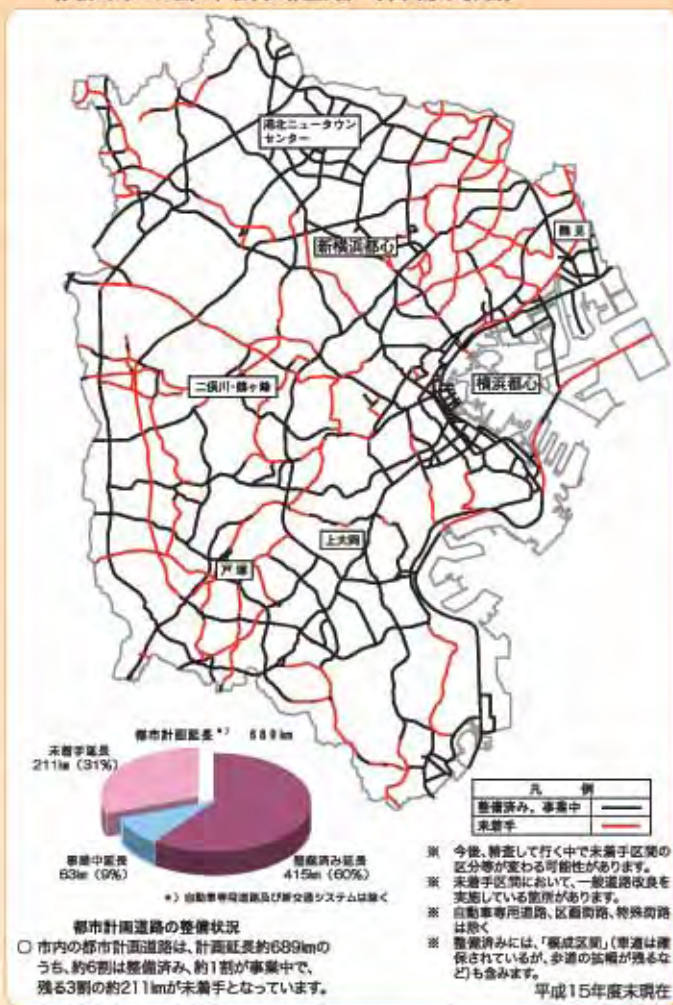 港北ニュータウン
センター
新横浜都心
鶴見
二俣川・鶴ヶ峰
横浜都心
上大岡
戸塚
都市計画延長*) 689km
未着手延長
211km (31%)
事業中延長
63km (9%)
整備済み延長
415km (60%)
*) 自動車専用道路及び新交通システムは除く
凡 例
整備済み、事業中
未着手
※ 今後、精査して行く中で未着手区間の
区分等が変わる可能性があります。
※ 未着手区間において、一般道路改良を
実施している箇所があります。
※ 自動車専用道路、区画街路、特殊街路
は除く
※ 整備済みには、「概成区間」(車道は確
保されているが、歩道の拡幅が残るな
ど)も含みます。
平成15年度末現在
都市計画道路の整備状況
○ 市内の都市計画道路は、計画延長約689kmの
うち、約6割は整備済み、約1割が事業中で、
残る3割の約211kmが未着手となっています。